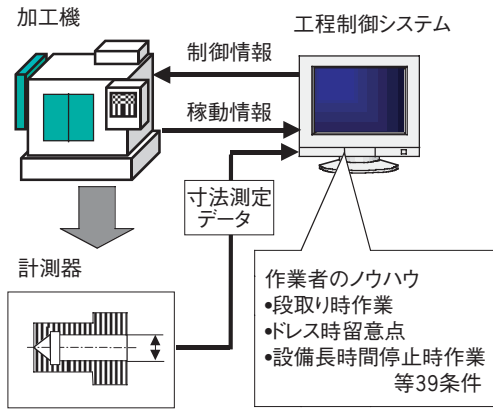 加工機
工程制御システム
制御情報
稼動情報
寸法測定
データ
計測器
作業者のノウハウ
•段取り時作業
•ドレス時留意点
•設備長時間停止時作業
等39条件